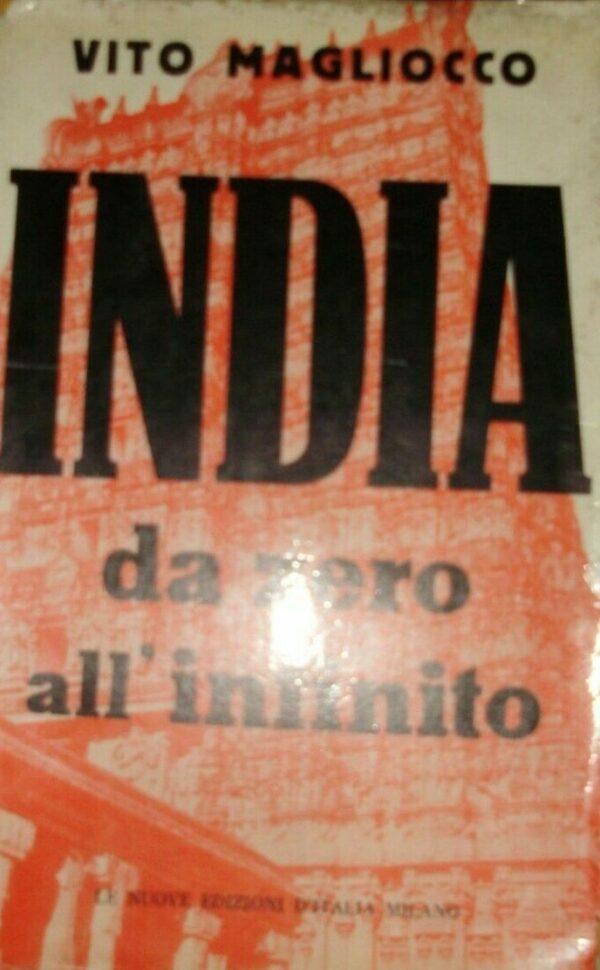 VITO MAGLIOCCO
INDIA
da zero
all'infinito
LE NUOVE EDIZIONI D'ITALIA MILANO